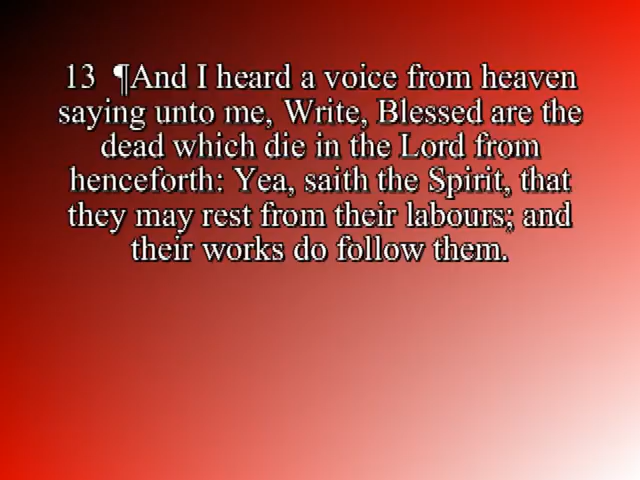 13 ¶And I heard a voice from heaven
saying unto me, Write, Blessed are the
dead which die in the Lord from
henceforth: Yea, saith the Spirit, that
they may rest from their labours; and
their works do follow them.